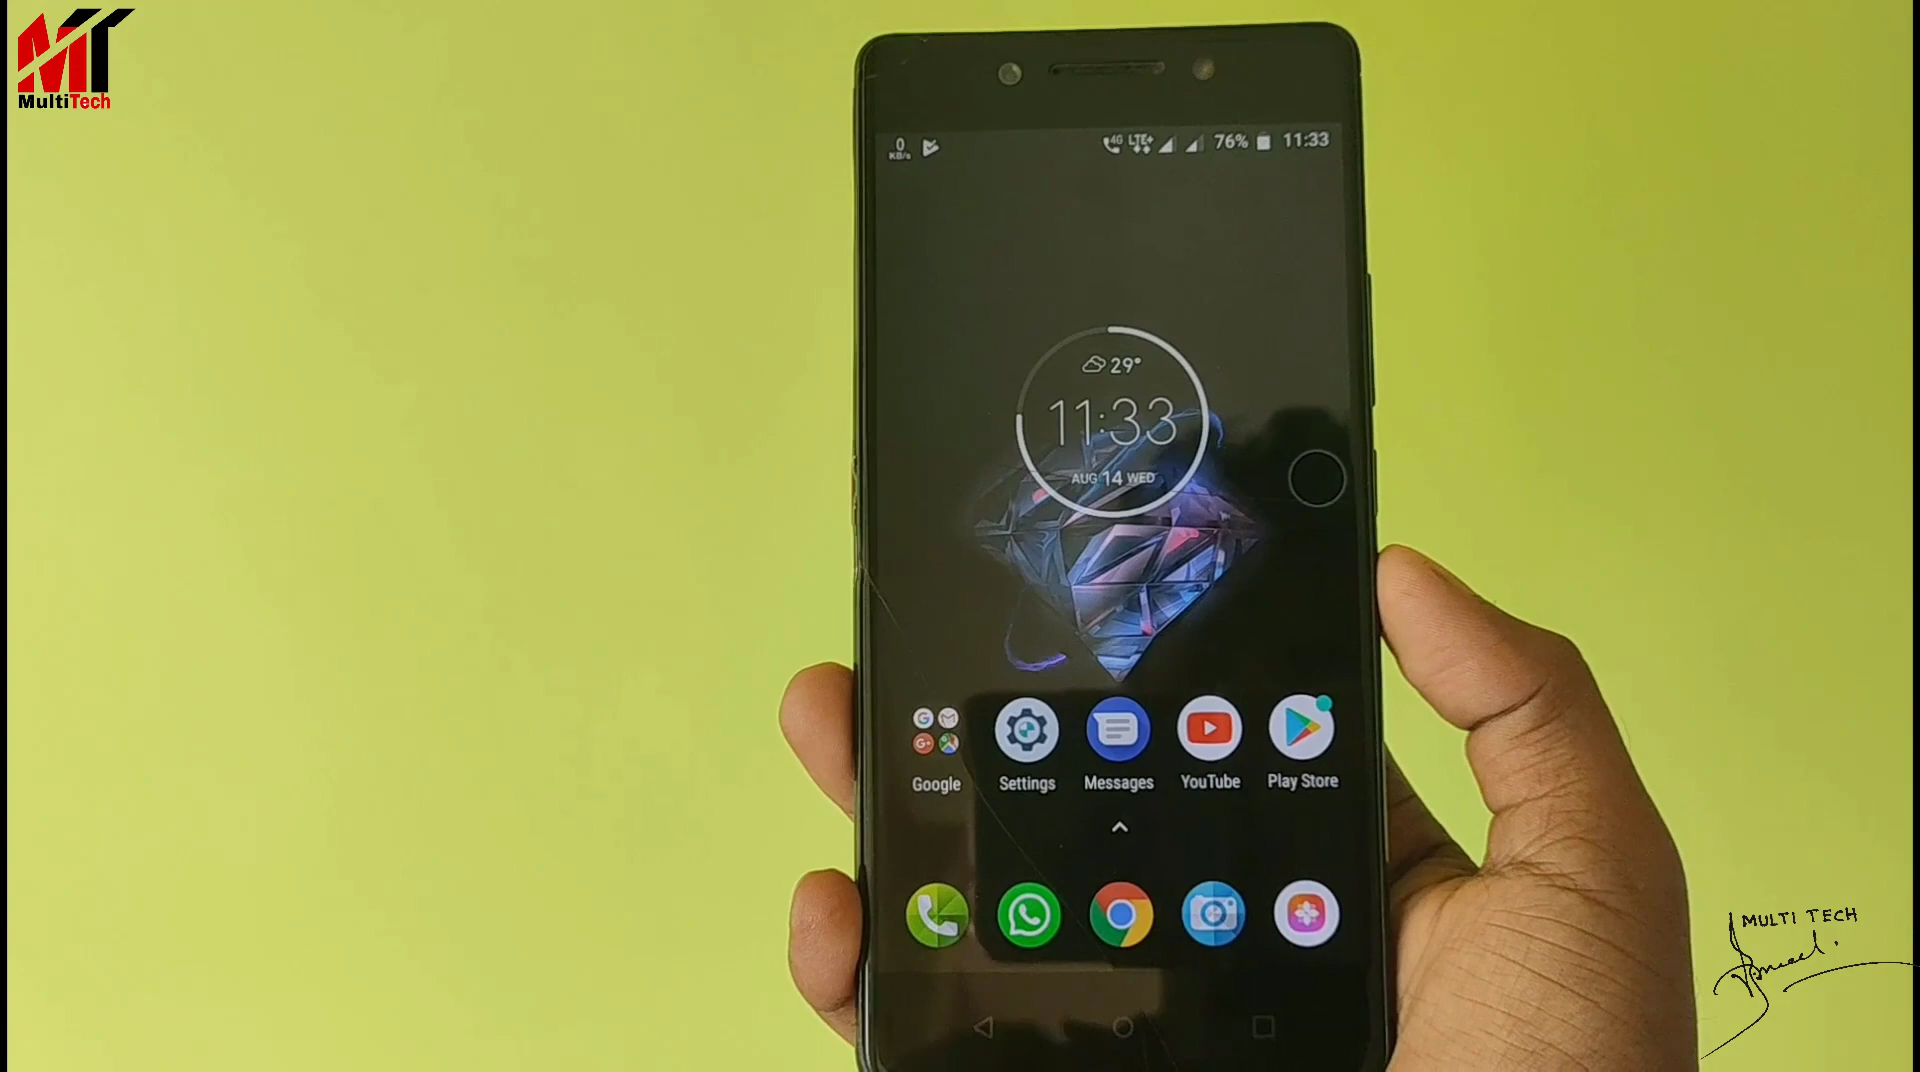 MT
MultiTech
0
KB/s
4G LTE+ 76% 11:33
29°
11:33
AUG 14 WED
Google Settings Messages YouTube Play Store
MULTI TECH